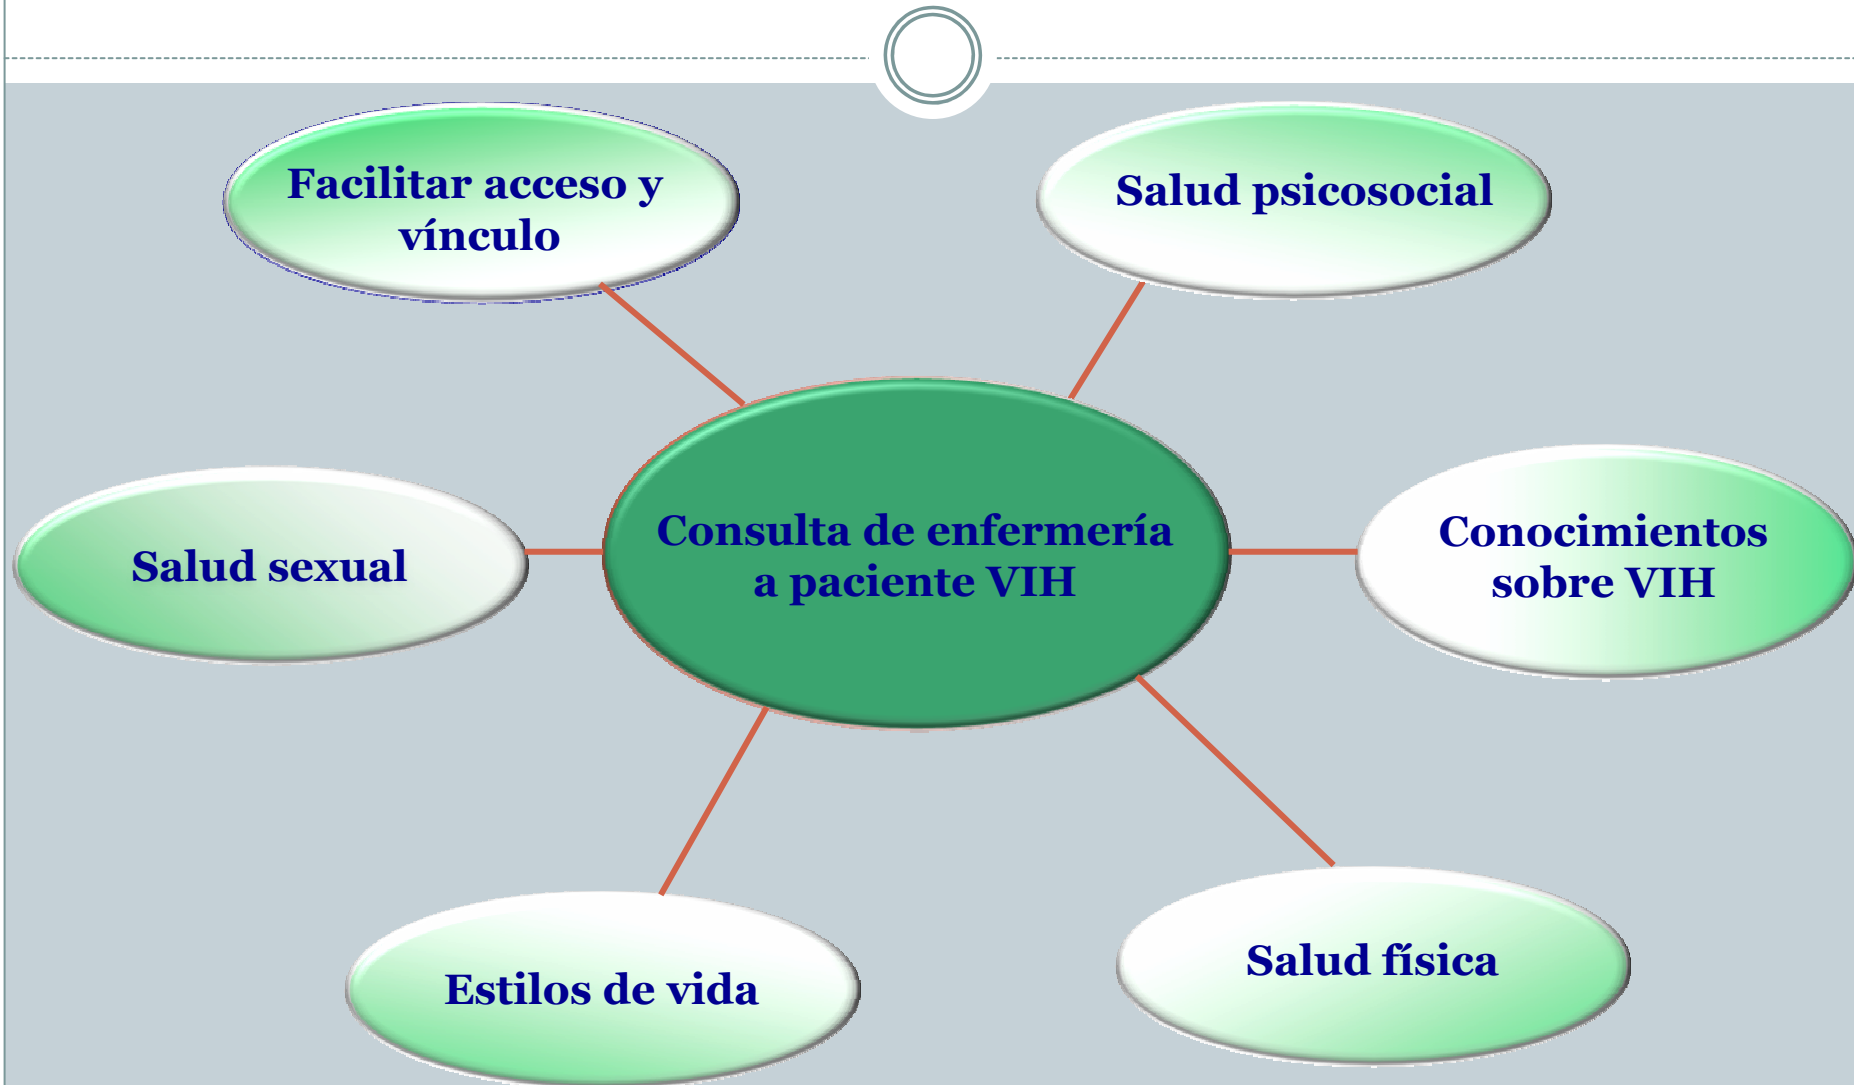 Facilitar acceso y
vínculo
Salud psicosocial
Consulta de enfermería
a paciente VIH
Salud sexual
Conocimientos
sobre VIH
Estilos de vida
Salud física